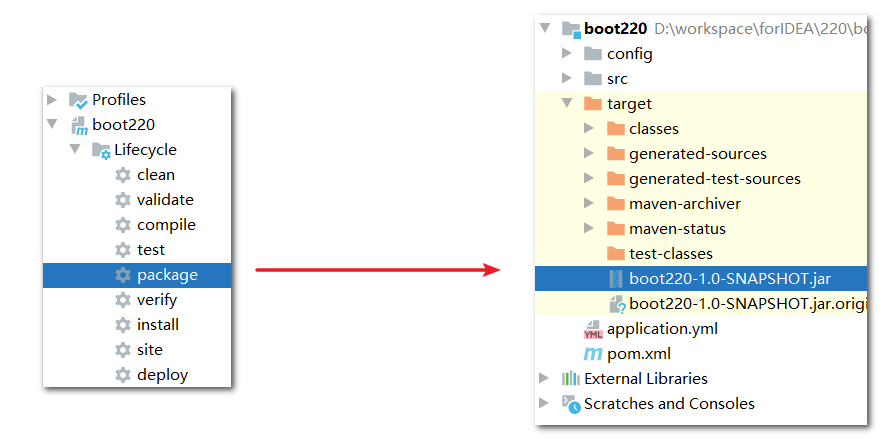 Profiles
boot220
Lifecycle
clean
validate
compile
test
package
verify
install
site
deploy
boot220 D:\workspace\forIDEA\220\bo
config
src
target
classes
generated-sources
generated-test-sources
maven-archiver
maven-status
test-classes
boot220-1.0-SNAPSHOT.jar
boot220-1.0-SNAPSHOT.jar.origi
YML application.yml
m pom.xml
External Libraries
Scratches and Consoles